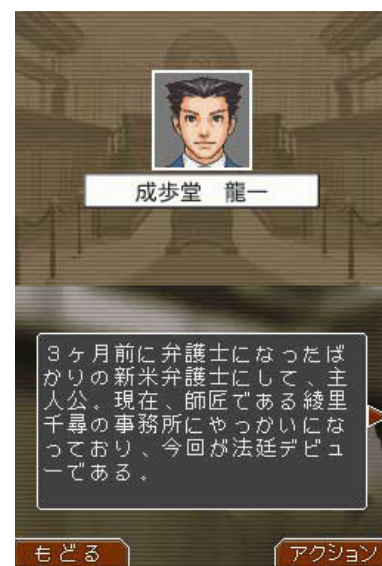 成歩堂 龍一
3ヶ月前に弁護士になったば
かりの新米弁護士にして、主
人公。現在、師匠である綾里
千尋の事務所にやっかいにな
っており、今回が法廷デビュ
ーである。
もどる
アクション